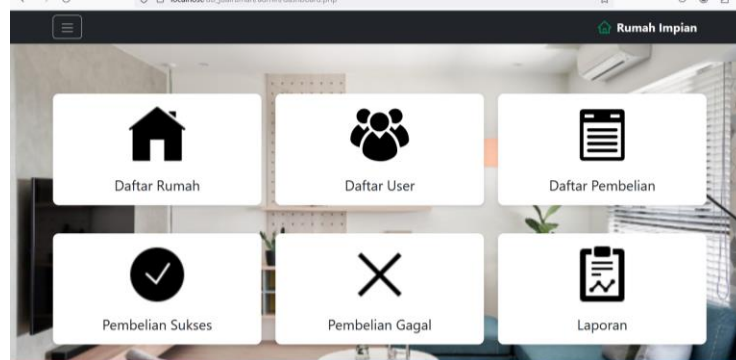 Rumah Impian
Daftar Rumah
Daftar User
Daftar Pembelian
Pembelian Sukses
Pembelian Gagal
Laporan